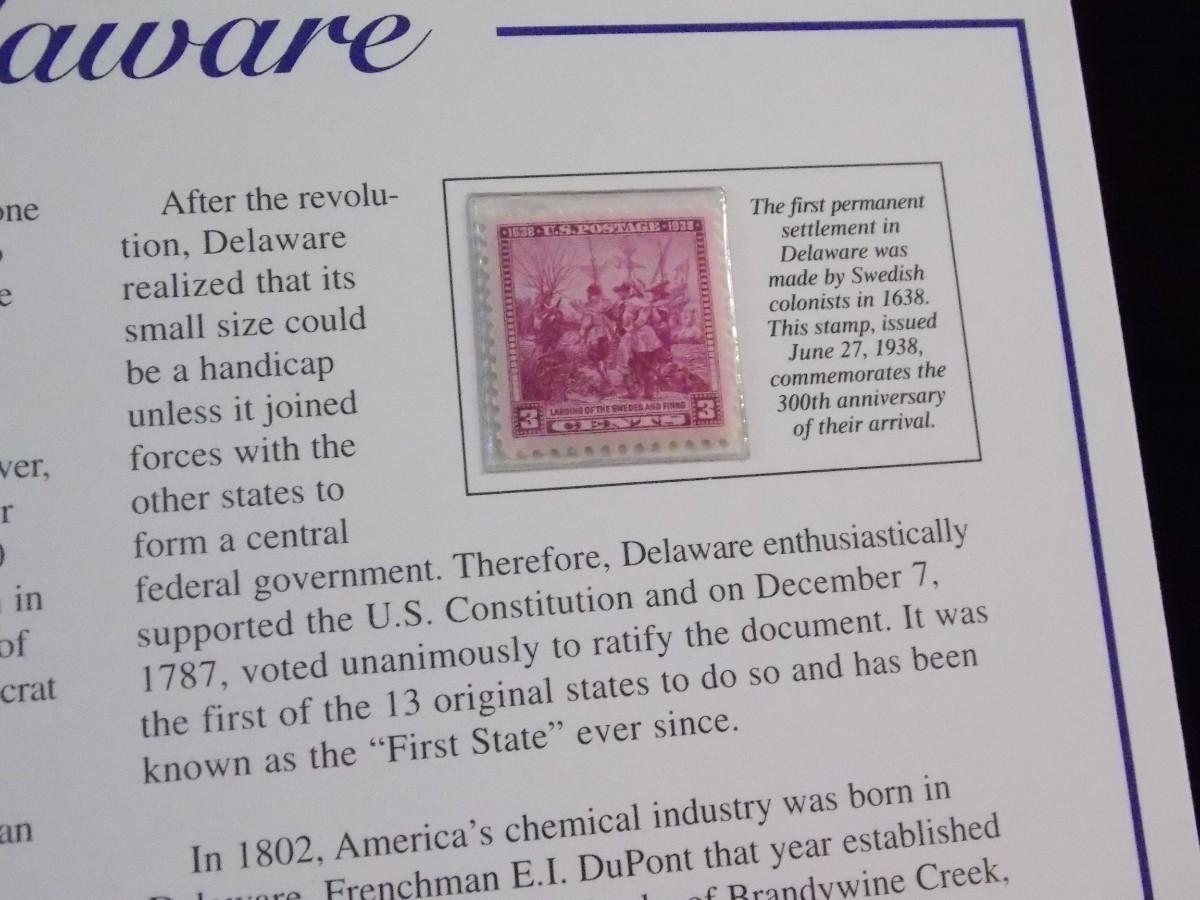 aware
one
e
ver,
r
)
in
of
crat
an
After the revolu-
tion, Delaware
realized that its
small size could
be a handicap
unless it joined
forces with the
other states to
form a central
federal government. Therefore, Delaware enthusiastically
supported the U.S. Constitution and on December 7,
1787, voted unanimously to ratify the document. It was
the first of the 13 original states to do so and has been
known as the “First State” ever since.
In 1802, America’s chemical industry was born in
Delaware. Frenchman E.I. DuPont that year established
of Brandywine Creek,
1638 · U.S. POSTAGE · 1938
3 LANDING OF THE SWEDES AND FINNS 3
CENTS
The first permanent
settlement in
Delaware was
made by Swedish
colonists in 1638.
This stamp, issued
June 27, 1938,
commemorates the
300th anniversary
of their arrival.